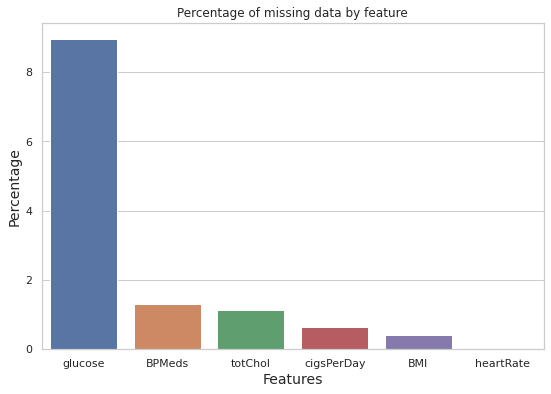 Percentage of missing data by feature
Percentage
8
6
4
2
0
glucose BPMeds totChol cigsPerDay BMI heartRate
Features